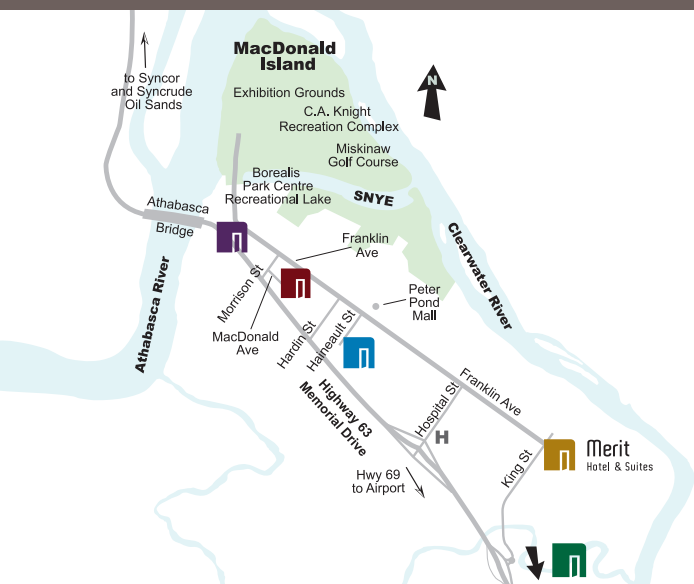 MacDonald
Island
N
to Syncor
and Syncrude
Oil Sands
Exhibition Grounds
C.A. Knight
Recreation Complex
Miskinaw
Golf Course
Borealis
Park Centre
Recreational Lake
SNYE
Athabasca
Bridge
Clearwater River
Franklin
Ave
Athabasca River
Morrison St
Peter
Pond
Mall
MacDonald
Ave
Hardin St
Haineault St
Highway 63
Memorial Drive
Franklin Ave
Hospital St
H
King St
Merit
Hotel & Suites
Hwy 69
to Airport